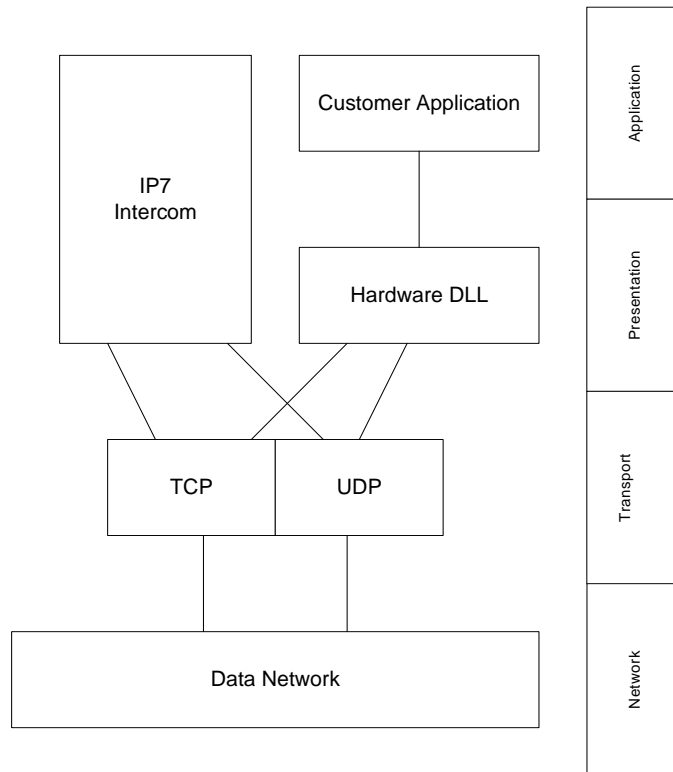 Customer Application
Application
IP7
Intercom
Hardware DLL
Presentation
TCP
UDP
Transport
Data Network
Network